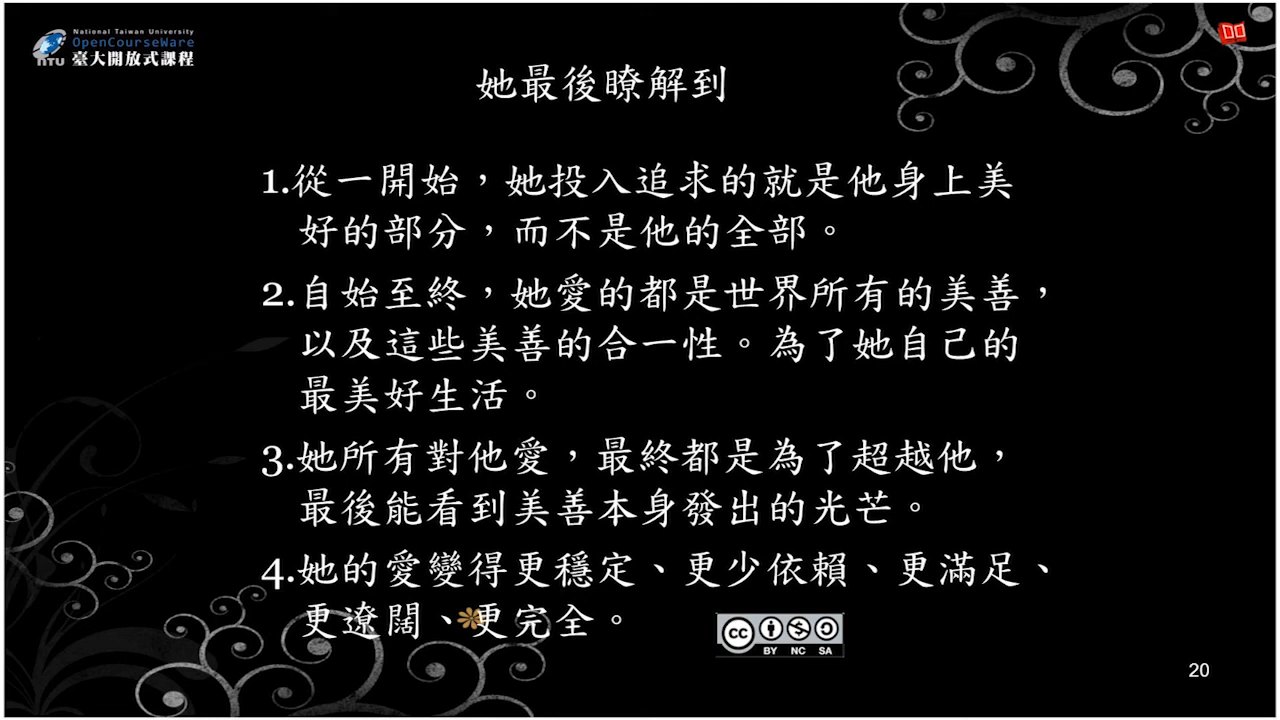 National Taiwan University
OpenCourseWare
NTU 臺大開放式課程
她最後瞭解到
1.從一開始，她投入追求的就是他身上美
好的部分，而不是他的全部。
2.自始至終，她愛的都是世界所有的美善，
以及這些美善的合一性。為了她自己的
最美好生活。
3.她所有對他愛，最終都是為了超越他，
最後能看到美善本身發出的光芒。
4.她的愛變得更穩定、更少依賴、更滿足、
更遼闊、更完全。
cc BY NC SA
20